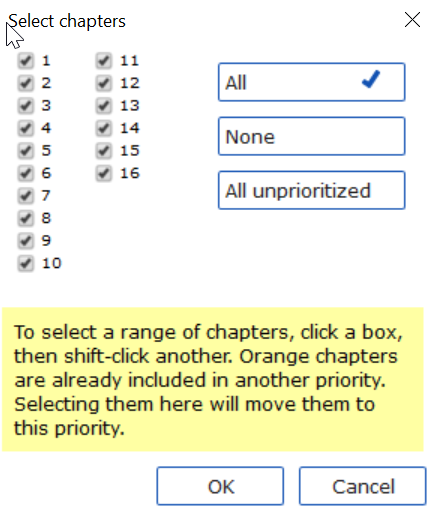 Select chapters
1
2
3
4
5
6
7
8
9
10
11
12
13
14
15
16
All
None
All unprioritized
To select a range of chapters, click a box,
then shift-click another. Orange chapters
are already included in another priority.
Selecting them here will move them to
this priority.
OK
Cancel